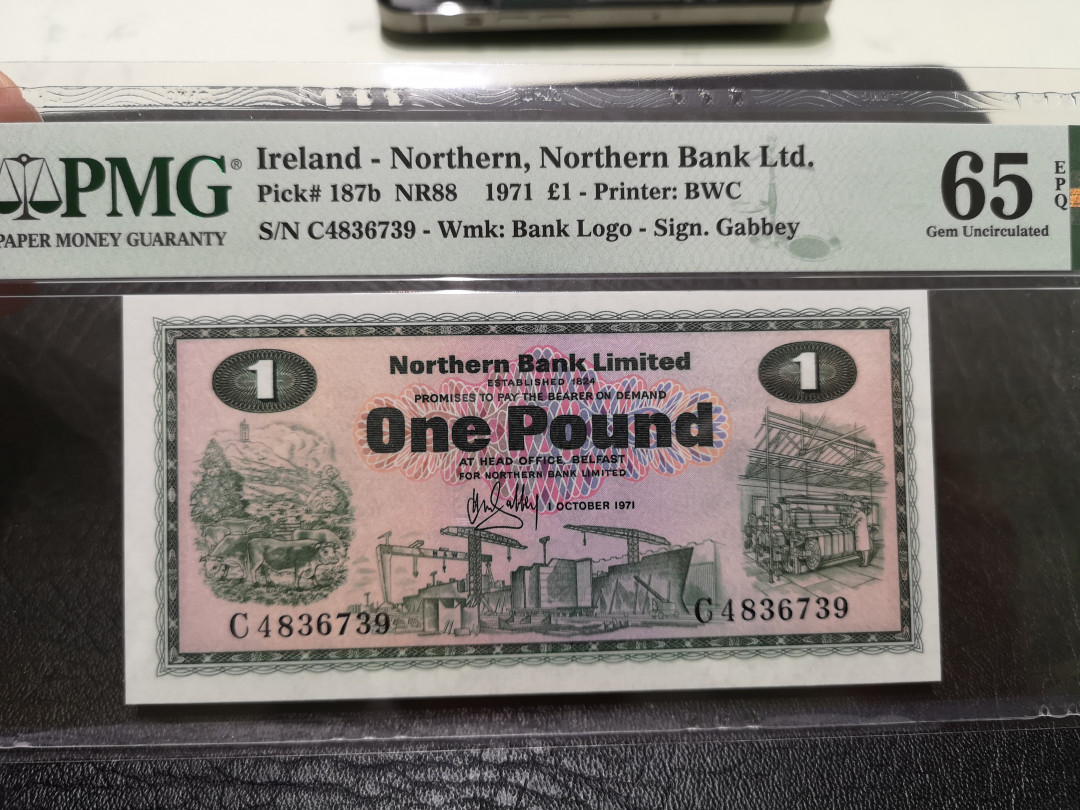 PMG®
PAPER MONEY GUARANTY
Ireland - Northern, Northern Bank Ltd.
Pick# 187b NR88 1971 £1 - Printer: BWC
S/N C4836739 - Wmk: Bank Logo - Sign. Gabbey
65
EPQ
Gem Uncirculated
1
1
Northern Bank Limited
ESTABLISHED 1824
PROMISES TO PAY THE BEARER ON DEMAND
One Pound
AT HEAD OFFICE, BELFAST
FOR NORTHERN BANK LIMITED
1 OCTOBER 1971
C 4836739
C 4836739